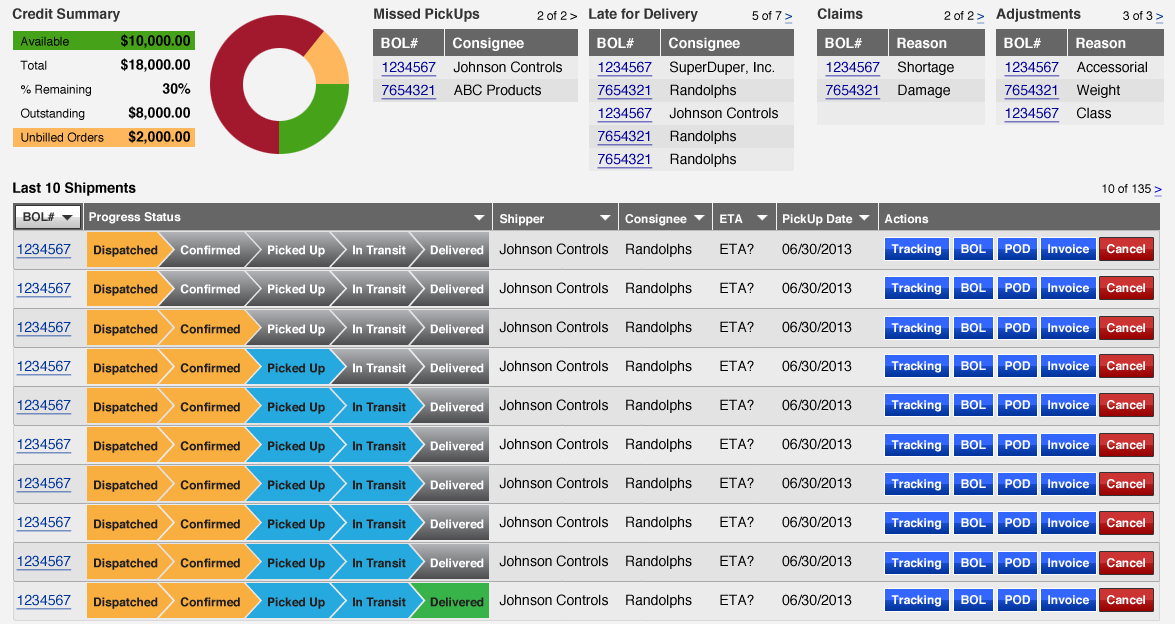 Credit Summary
Available $10,000.00
Total $18,000.00
% Remaining 30%
Outstanding $8,000.00
Unbilled Orders $2,000.00
Missed PickUps 2 of 2 >
BOL# Consignee
1234567 Johnson Controls
7654321 ABC Products
Late for Delivery 5 of 7 >
BOL# Consignee
1234567 SuperDuper, Inc.
7654321 Randolphs
1234567 Johnson Controls
7654321 Randolphs
7654321 Randolphs
Claims 2 of 2 >
BOL# Reason
1234567 Shortage
7654321 Damage
Adjustments 3 of 3 >
BOL# Reason
1234567 Accessorial
7654321 Weight
1234567 Class
Last 10 Shipments 10 of 135 >
BOL# Progress Status Shipper Consignee ETA PickUp Date Actions
1234567 Dispatched Confirmed Picked Up In Transit Delivered Johnson Controls Randolphs ETA? 06/30/2013 Tracking BOL POD Invoice Cancel
1234567 Dispatched Confirmed Picked Up In Transit Delivered Johnson Controls Randolphs ETA? 06/30/2013 Tracking BOL POD Invoice Cancel
1234567 Dispatched Confirmed Picked Up In Transit Delivered Johnson Controls Randolphs ETA? 06/30/2013 Tracking BOL POD Invoice Cancel
1234567 Dispatched Confirmed Picked Up In Transit Delivered Johnson Controls Randolphs ETA? 06/30/2013 Tracking BOL POD Invoice Cancel
1234567 Dispatched Confirmed Picked Up In Transit Delivered Johnson Controls Randolphs ETA? 06/30/2013 Tracking BOL POD Invoice Cancel
1234567 Dispatched Confirmed Picked Up In Transit Delivered Johnson Controls Randolphs ETA? 06/30/2013 Tracking BOL POD Invoice Cancel
1234567 Dispatched Confirmed Picked Up In Transit Delivered Johnson Controls Randolphs ETA? 06/30/2013 Tracking BOL POD Invoice Cancel
1234567 Dispatched Confirmed Picked Up In Transit Delivered Johnson Controls Randolphs ETA? 06/30/2013 Tracking BOL POD Invoice Cancel
1234567 Dispatched Confirmed Picked Up In Transit Delivered Johnson Controls Randolphs ETA? 06/30/2013 Tracking BOL POD Invoice Cancel
1234567 Dispatched Confirmed Picked Up In Transit Delivered Johnson Controls Randolphs ETA? 06/30/2013 Tracking BOL POD Invoice Cancel